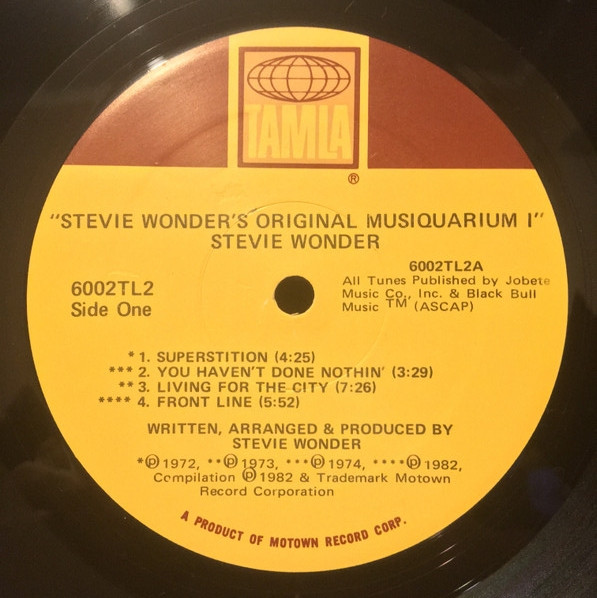 TAMLA
®
"STEVIE WONDER'S ORIGINAL MUSIQUARIUM I"
STEVIE WONDER
6002TL2
Side One
6002TL2A
All Tunes Published by Jobete
Music Co., Inc. & Black Bull
Music TM (ASCAP)
* 1. SUPERSTITION (4:25)
*** 2. YOU HAVEN'T DONE NOTHIN' (3:29)
** 3. LIVING FOR THE CITY (7:26)
**** 4. FRONT LINE (5:52)
WRITTEN, ARRANGED & PRODUCED BY
STEVIE WONDER
*℗1972, **℗1973, ***℗1974, ****℗1982,
Compilation ℗1982 & Trademark Motown
Record Corporation
A PRODUCT OF MOTOWN RECORD CORP.